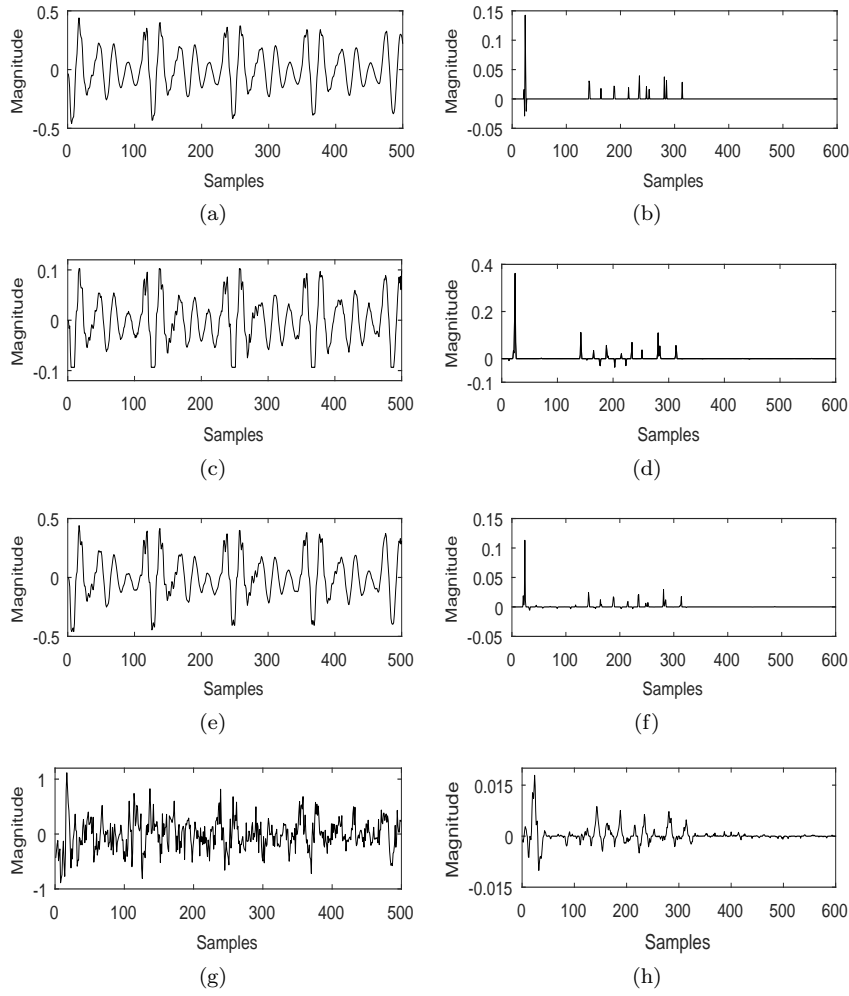 0.5
0
-0.5
Magnitude
0 100 200 300 400 500
Samples
(a)
0.15
0.10
0.05
0
-0.05
Magnitude
0 100 200 300 400 500 600
Samples
(b)
0.1
0
-0.1
Magnitude
0 100 200 300 400 500
Samples
(c)
0.4
0.2
0
-0.1
Magnitude
0 100 200 300 400 500 600
Samples
(d)
0.5
0
-0.5
Magnitude
0 100 200 300 400 500
Samples
(e)
0.15
0.1
0.05
0
-0.05
Magnitude
0 100 200 300 400 500 600
Samples
(f)
1
0
-1
Magnitude
0 100 200 300 400 500
Samples
(g)
0.015
0
-0.015
Magnitude
0 100 200 300 400 500 600
Samples
(h)